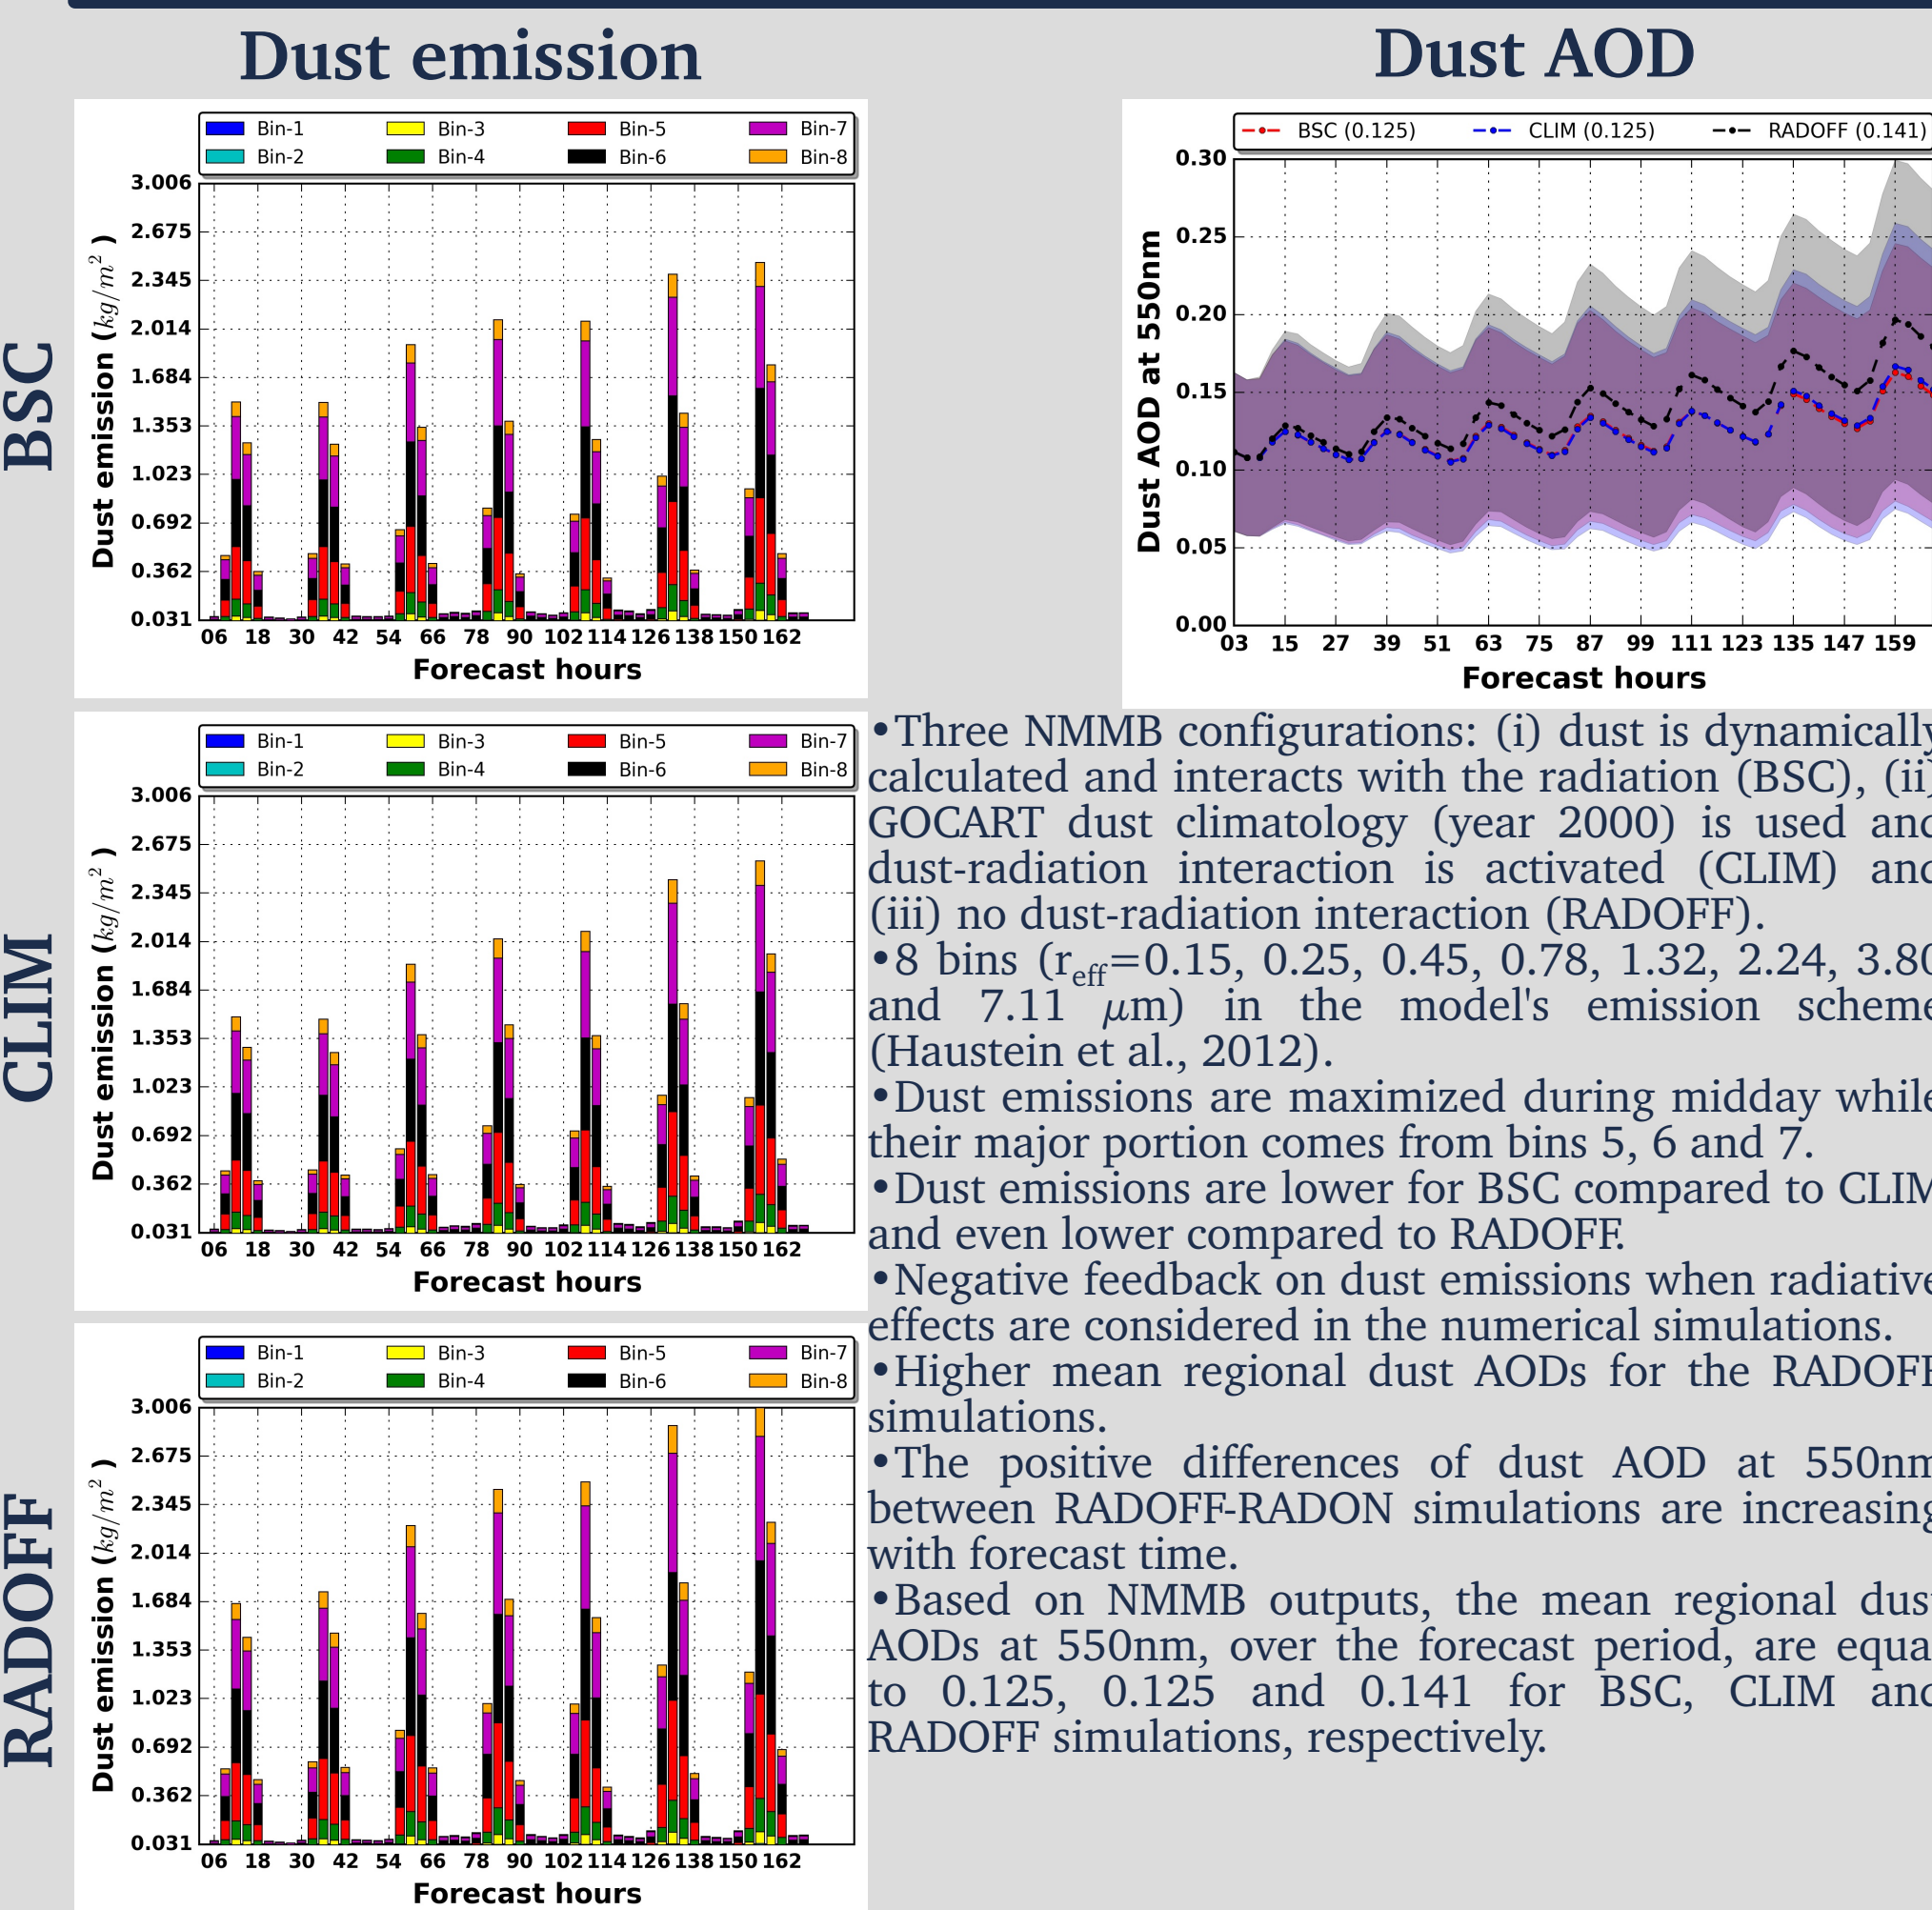 Dust emission
Dust AOD
BSC
Bin-1 Bin-3 Bin-5 Bin-7
Bin-2 Bin-4 Bin-6 Bin-8
3.006
2.675
2.345
2.014
1.684
1.353
1.023
0.692
0.362
0.031
Dust emission (kg/m2)
06 18 30 42 54 66 78 90 102 114 126 138 150 162
Forecast hours
BSC (0.125) CLIM (0.125) RADOFF (0.141)
0.30
0.25
0.20
0.15
0.10
0.05
0.00
Dust AOD at 550nm
03 15 27 39 51 63 75 87 99 111 123 135 147 159
Forecast hours
CLIM
Bin-1 Bin-3 Bin-5 Bin-7
Bin-2 Bin-4 Bin-6 Bin-8
3.006
2.675
2.345
2.014
1.684
1.353
1.023
0.692
0.362
0.031
Dust emission (kg/m2)
06 18 30 42 54 66 78 90 102 114 126 138 150 162
Forecast hours
RADOFF
Bin-1 Bin-3 Bin-5 Bin-7
Bin-2 Bin-4 Bin-6 Bin-8
3.006
2.675
2.345
2.014
1.684
1.353
1.023
0.692
0.362
0.031
Dust emission (kg/m2)
06 18 30 42 54 66 78 90 102 114 126 138 150 162
Forecast hours
•Three NMMB configurations: (i) dust is dynamically
calculated and interacts with the radiation (BSC), (ii)
GOCART dust climatology (year 2000) is used and
dust-radiation interaction is activated (CLIM) and
(iii) no dust-radiation interaction (RADOFF).
•8 bins (reff=0.15, 0.25, 0.45, 0.78, 1.32, 2.24, 3.80
and 7.11 μm) in the model's emission scheme
(Haustein et al., 2012).
•Dust emissions are maximized during midday while
their major portion comes from bins 5, 6 and 7.
•Dust emissions are lower for BSC compared to CLIM
and even lower compared to RADOFF.
•Negative feedback on dust emissions when radiative
effects are considered in the numerical simulations.
•Higher mean regional dust AODs for the RADOFF
simulations.
•The positive differences of dust AOD at 550nm
between RADOFF-RADON simulations are increasing
with forecast time.
•Based on NMMB outputs, the mean regional dust
AODs at 550nm, over the forecast period, are equal
to 0.125, 0.125 and 0.141 for BSC, CLIM and
RADOFF simulations, respectively.